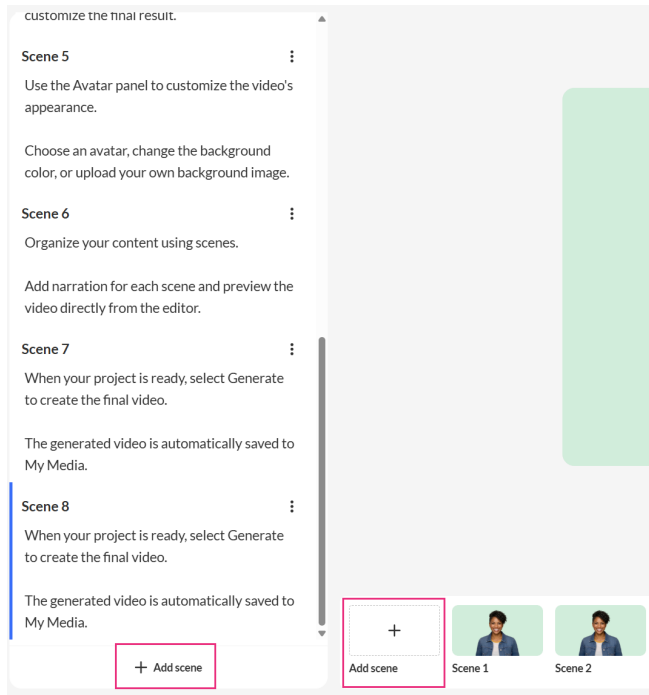 customize the final result.
Scene 5
Use the Avatar panel to customize the video's
appearance.
Choose an avatar, change the background
color, or upload your own background image.
Scene 6
Organize your content using scenes.
Add narration for each scene and preview the
video directly from the editor.
Scene 7
When your project is ready, select Generate
to create the final video.
The generated video is automatically saved to
My Media.
Scene 8
When your project is ready, select Generate
to create the final video.
The generated video is automatically saved to
My Media.
+ Add scene
+
Add scene
Scene 1
Scene 2